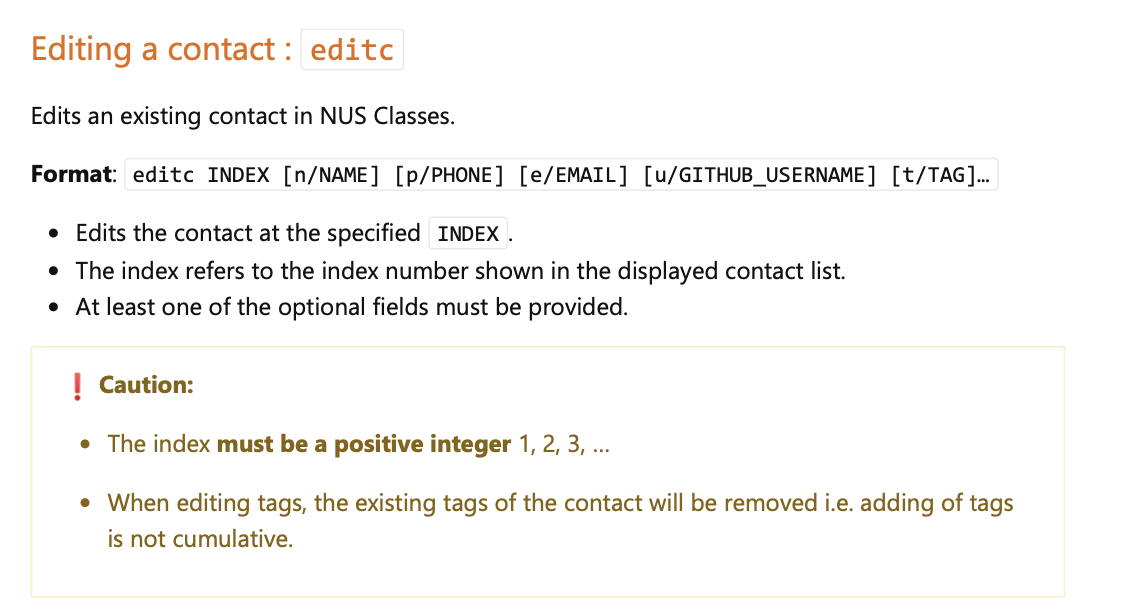 Editing a contact : editc
Edits an existing contact in NUS Classes.
Format: editc INDEX [n/NAME] [p/PHONE] [e/EMAIL] [u/GITHUB_USERNAME] [t/TAG]…
• Edits the contact at the specified INDEX.
• The index refers to the index number shown in the displayed contact list.
• At least one of the optional fields must be provided.
❗ Caution:
• The index must be a positive integer 1, 2, 3, …
• When editing tags, the existing tags of the contact will be removed i.e. adding of tags
is not cumulative.